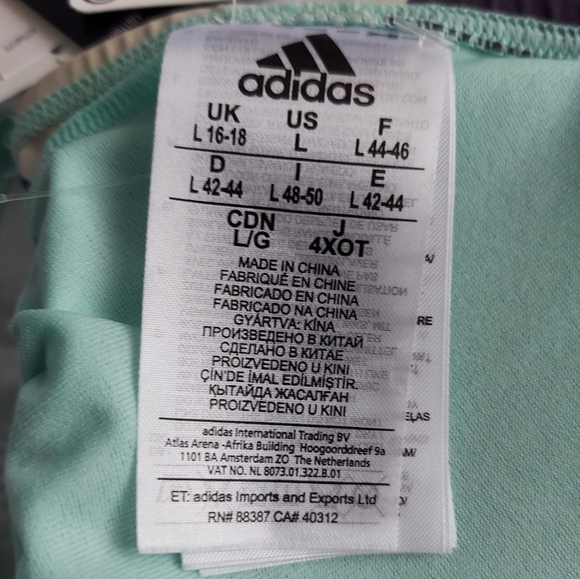 adidas
UK US F
L 16-18 L L 44-46
D I E
L 42-44 L 48-50 L 42-44
CDN J
L/G 4XOT
MADE IN CHINA
FABRIQUÉ EN CHINE
FABRICADO EN CHINA
FABRICADO NA CHINA
GYÁRTVA: KÍNA
ПРОИЗВЕДЕНО В КИТАЙ
СДЕЛАНО В КИТАЕ
PROIZVEDENO U KINI
ÇİN'DE İMAL EDİLMİŞTİR.
ҚЫТАЙДА ЖАСАЛҒАН
PROIZVEDENO U KINI
adidas International Trading BV
Atlas Arena -Afrika Building Hoogoorddreef 9a
1101 BA Amsterdam ZO The Netherlands
VAT NO. NL 8073.01.322.B.01
ET: adidas Imports and Exports Ltd
RN# 88387 CA# 40312